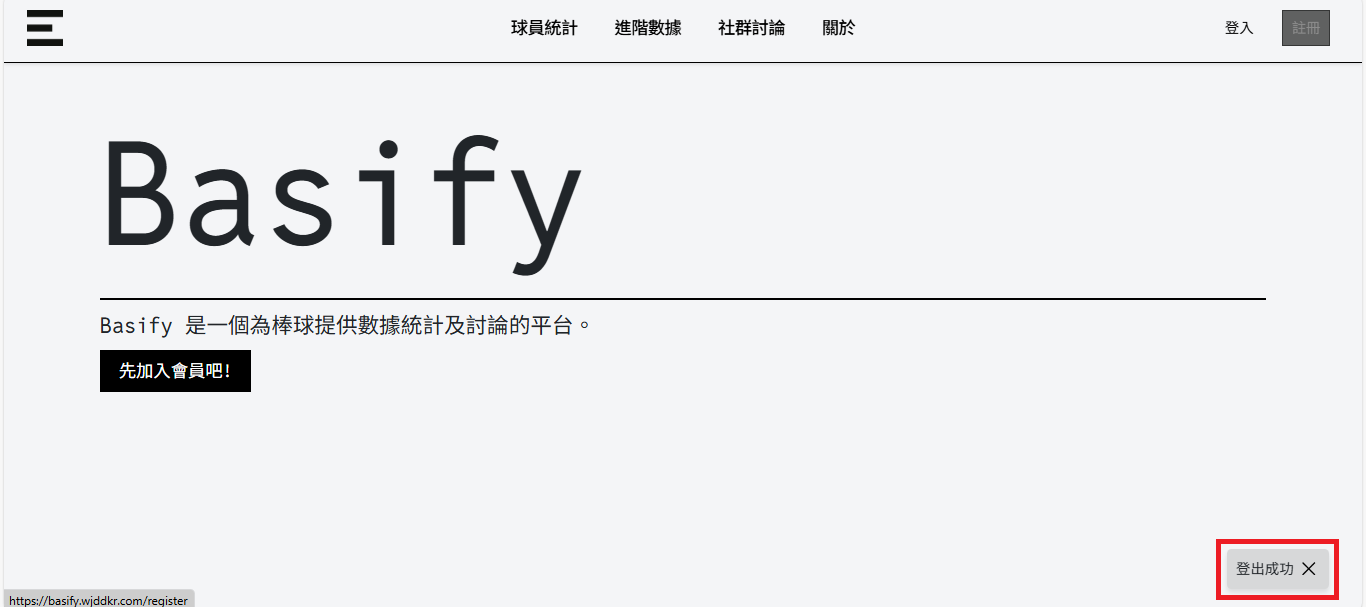 球員統計 進階數據 社群討論 關於 登入 註冊
Basify
Basify 是一個為棒球提供數據統計及討論的平台。
先加入會員吧!
登出成功
https://basify.wjddkr.com/register